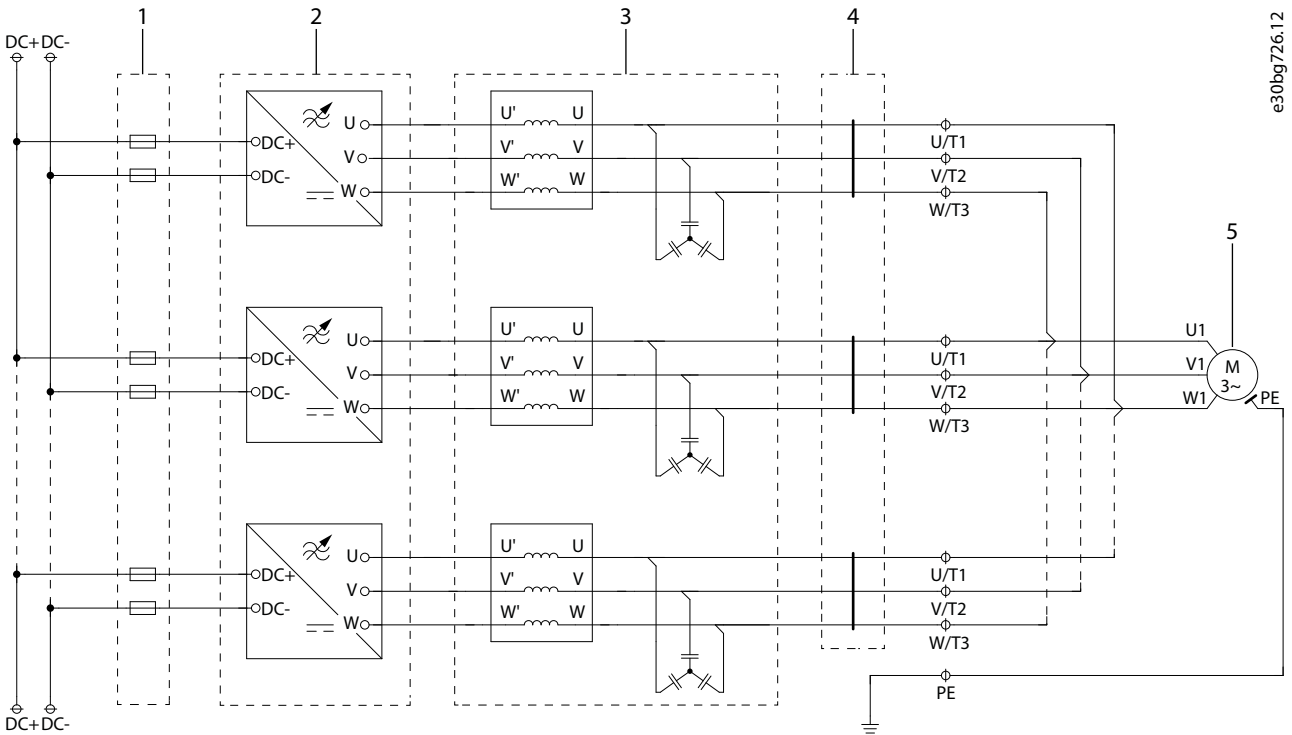 1
2
3
4
e30bg726.12
DC+ DC-
U' U
V' V
W' W
U
V
W
DC+
DC-
U/T1
V/T2
W/T3
5
U' U
V' V
W' W
U
V
W
DC+
DC-
U/T1
V/T2
W/T3
U1
V1
W1
M
3~
PE
U' U
V' V
W' W
U
V
W
DC+
DC-
U/T1
V/T2
W/T3
PE
DC+ DC-